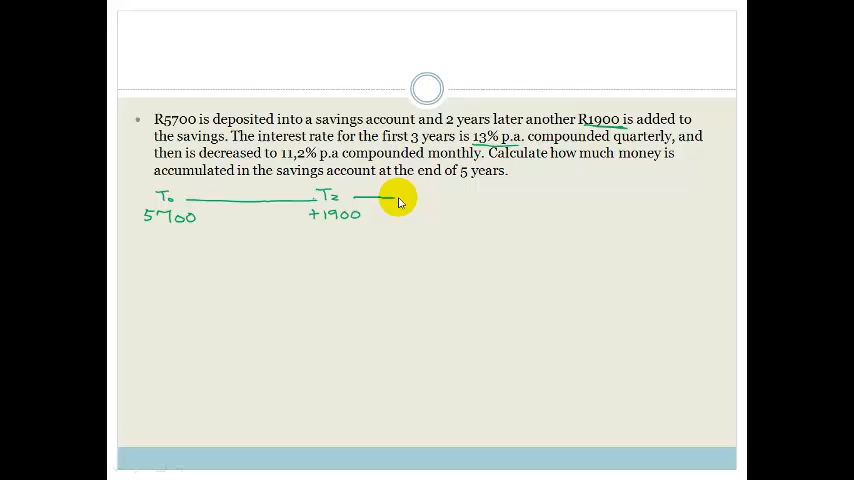 R5700 is deposited into a savings account and 2 years later another R1900 is added to
the savings. The interest rate for the first 3 years is 13% p.a. compounded quarterly, and
then is decreased to 11,2% p.a compounded monthly. Calculate how much money is
accumulated in the savings account at the end of 5 years.
T₀ T₂
5700 +1900